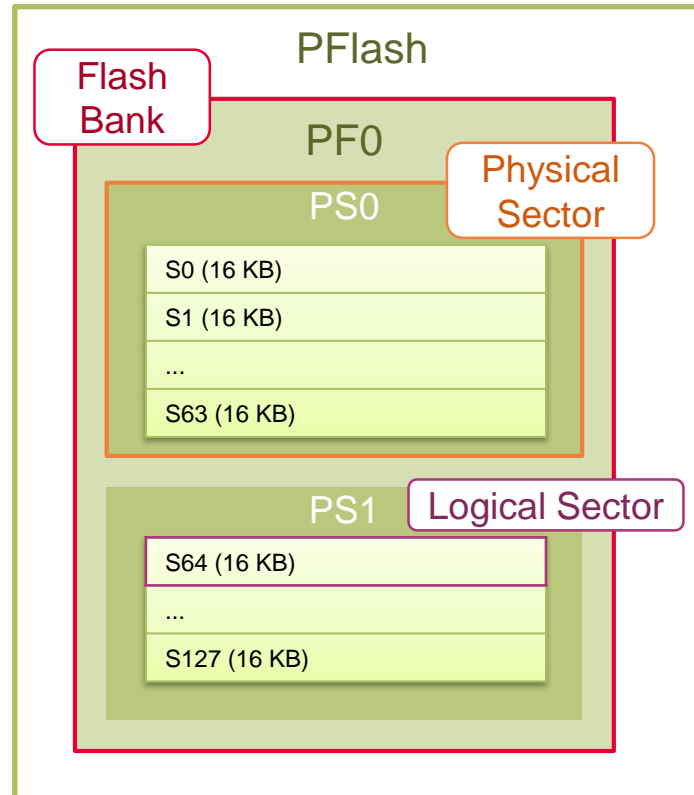 PFlash
Flash
Bank
PF0
Physical
Sector
PS0
S0 (16 KB)
S1 (16 KB)
...
S63 (16 KB)
PS1
Logical Sector
S64 (16 KB)
...
S127 (16 KB)